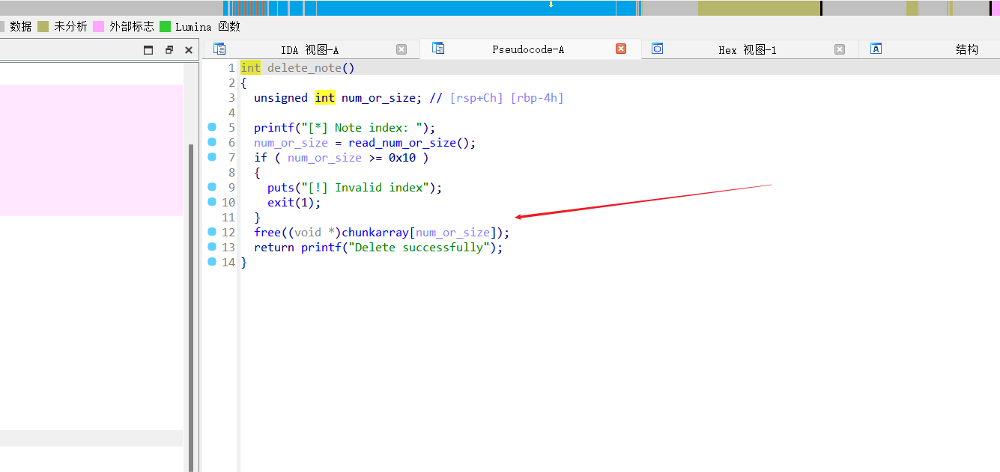 数据 未分析 外部标志 Lumina 函数
IDA 视图-A Pseudocode-A Hex 视图-1 结构
1 int delete_note()
2 {
3 unsigned int num_or_size; // [rsp+Ch] [rbp-4h]
4
5 printf("[*] Note index: ");
6 num_or_size = read_num_or_size();
7 if ( num_or_size >= 0x10 )
8 {
9 puts("[!] Invalid index");
10 exit(1);
11 }
12 free((void *)chunkarray[num_or_size]);
13 return printf("Delete successfully");
14 }